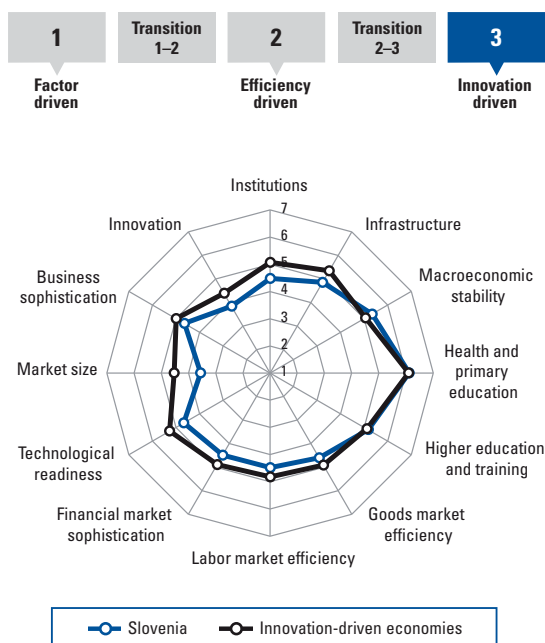 1
Transition
1–2
2
Transition
2–3
3
Factor
driven
Efficiency
driven
Innovation
driven
Institutions
7
6
5
4
3
2
1
Infrastructure
Macroeconomic
stability
Health and
primary
education
Higher education
and training
Goods market
efficiency
Labor market efficiency
Financial market
sophistication
Technological
readiness
Market size
Business
sophistication
Innovation
Slovenia
Innovation-driven economies